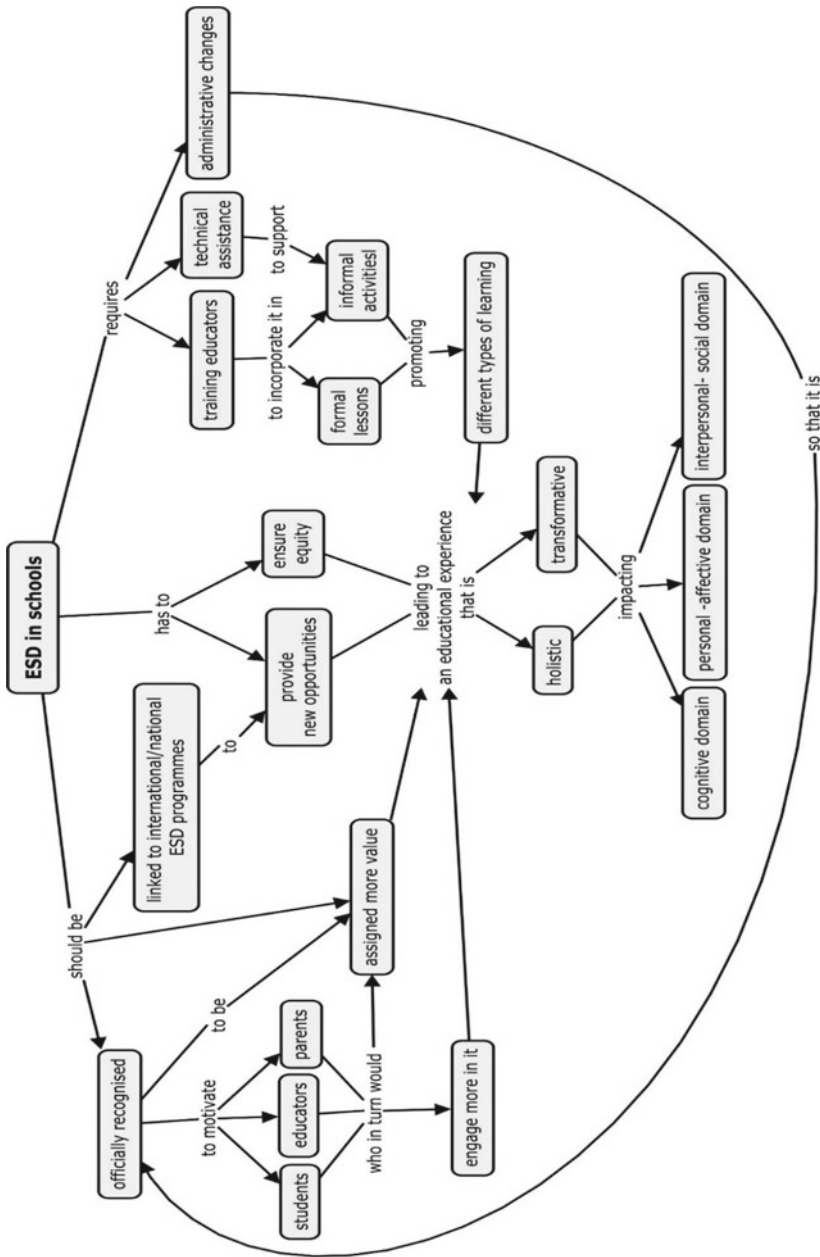 ESD in schools
should be
has to
requires
officially recognised
linked to international/national
ESD programmes
to
provide
new opportunities
ensure
equity
training educators
technical
assistance
administrative changes
to be
to motivate
students
educators
parents
who in turn would
assigned more value
engage more in it
to incorporate it in
to support
formal
lessons
informal
activitiesl
promoting
different types of learning
leading to
an educational experience
that is
holistic
transformative
impacting
cognitive domain
personal -affective domain
interpersonal- social domain
so that it is